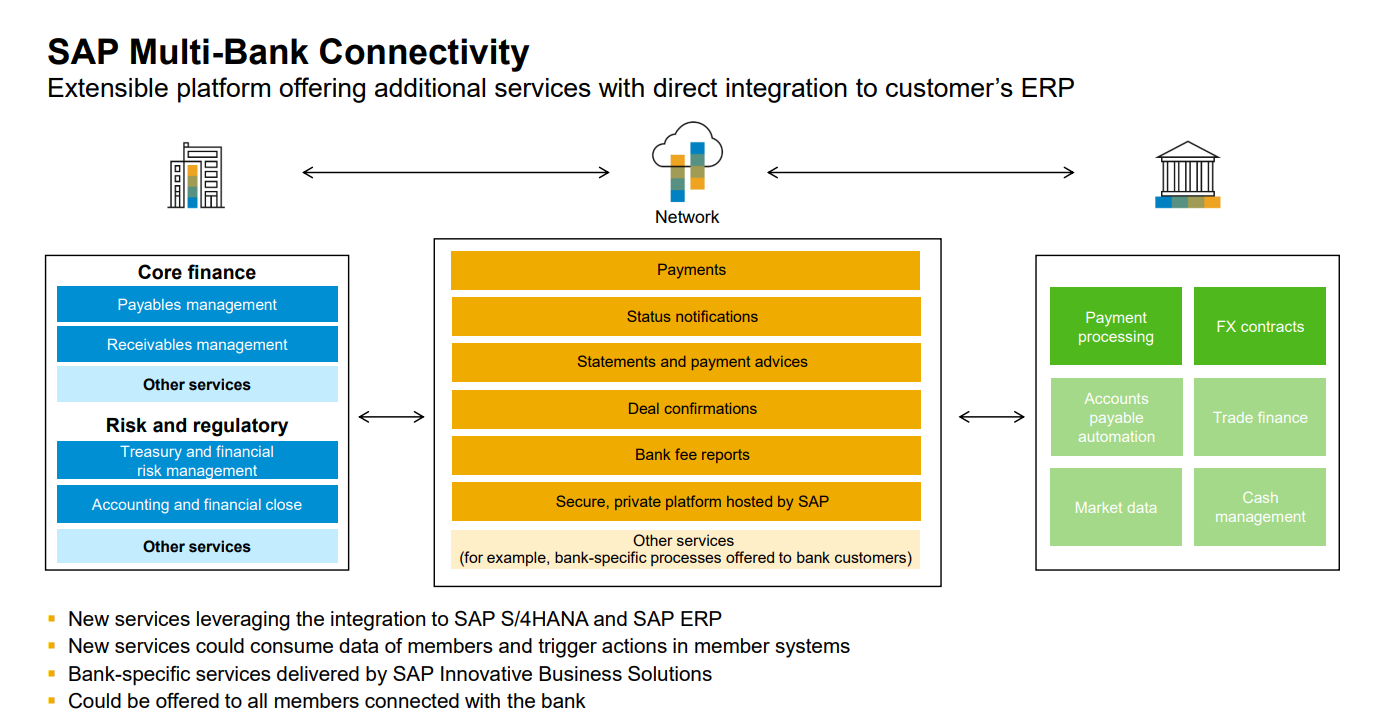 SAP Multi-Bank Connectivity
Extensible platform offering additional services with direct integration to customer’s ERP
Network
Core finance
Payables management
Receivables management
Other services
Risk and regulatory
Treasury and financial
risk management
Accounting and financial close
Other services
Payments
Status notifications
Statements and payment advices
Deal confirmations
Bank fee reports
Secure, private platform hosted by SAP
Other services
(for example, bank-specific processes offered to bank customers)
Payment
processing
FX contracts
Accounts
payable
automation
Trade finance
Market data
Cash
management
▪ New services leveraging the integration to SAP S/4HANA and SAP ERP
▪ New services could consume data of members and trigger actions in member systems
▪ Bank-specific services delivered by SAP Innovative Business Solutions
▪ Could be offered to all members connected with the bank